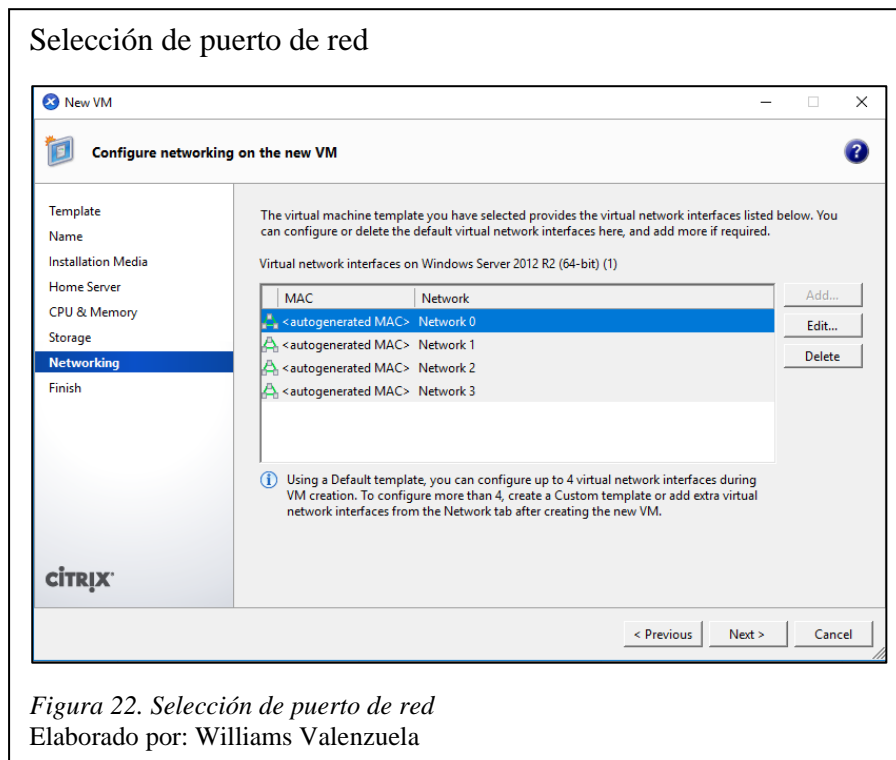 Selección de puerto de red
New VM
Configure networking on the new VM
?
Template
Name
Installation Media
Home Server
CPU & Memory
Storage
Networking
Finish
The virtual machine template you have selected provides the virtual network interfaces listed below. You
can configure or delete the default virtual network interfaces here, and add more if required.
Virtual network interfaces on Windows Server 2012 R2 (64-bit) (1)
MAC Network
<autogenerated MAC> Network 0
<autogenerated MAC> Network 1
<autogenerated MAC> Network 2
<autogenerated MAC> Network 3
Add...
Edit...
Delete
Using a Default template, you can configure up to 4 virtual network interfaces during
VM creation. To configure more than 4, create a Custom template or add extra virtual
network interfaces from the Network tab after creating the new VM.
CİTRIX
< Previous Next > Cancel
Figura 22. Selección de puerto de red
Elaborado por: Williams Valenzuela